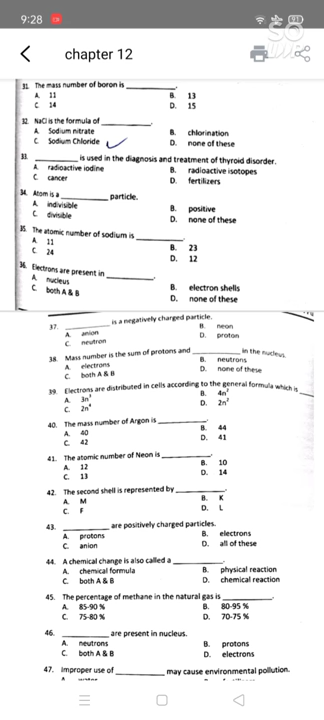 9:28
91
chapter 12
31. The mass number of boron is ________.
A. 11 B. 13
C. 14 D. 15
32. NaCl is the formula of ________.
A. Sodium nitrate B. chlorination
C. Sodium Chloride D. none of these
33. ________ is used in the diagnosis and treatment of thyroid disorder.
A. radioactive iodine B. radioactive isotopes
C. cancer D. fertilizers
34. Atom is a ________ particle.
A. indivisible B. positive
C. divisible D. none of these
35. The atomic number of sodium is ________.
A. 11 B. 23
C. 24 D. 12
36. Electrons are present in ________.
A. nucleus B. electron shells
C. both A & B D. none of these
37. ________ is a negatively charged particle.
A. anion B. neon
C. neutron D. proton
38. Mass number is the sum of protons and ________ in the nucleus.
A. electrons B. neutrons
C. both A & B D. none of these
39. Electrons are distributed in cells according to the general formula which is
A. 3n² B. 4n²
C. 2n⁴ D. 2n²
40. The mass number of Argon is ________.
A. 40 B. 44
C. 42 D. 41
41. The atomic number of Neon is ________.
A. 12 B. 10
C. 13 D. 14
42. The second shell is represented by ________.
A. M B. K
C. F D. L
43. ________ are positively charged particles.
A. protons B. electrons
C. anion D. all of these
44. A chemical change is also called a ________.
A. chemical formula B. physical reaction
C. both A & B D. chemical reaction
45. The percentage of methane in the natural gas is ________.
A. 85-90 % B. 80-95 %
C. 75-80 % D. 70-75 %
46. ________ are present in nucleus.
A. neutrons B. protons
C. both A & B D. electrons
47. Improper use of ________ may cause environmental pollution.